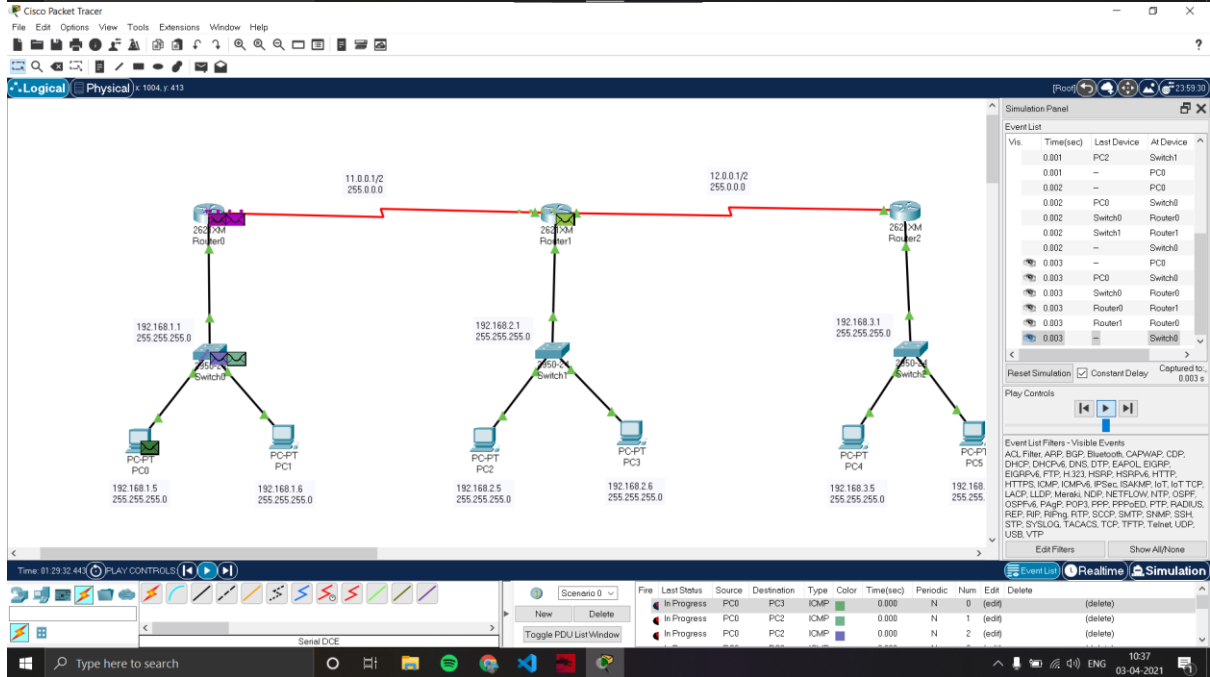 Cisco Packet Tracer
File Edit Options View Tools Extensions Window Help
?
Logical Physical x: 1004, y: 413
[Root] 23:59:30
11.0.0.1/2
255.0.0.0
12.0.0.1/2
255.0.0.0
2621XM
Router0
2621XM
Router1
2621XM
Router2
192.168.1.1
255.255.255.0
192.168.2.1
255.255.255.0
192.168.3.1
255.255.255.0
2950-24
Switch0
2950-24
Switch1
2950-24
Switch2
PC-PT
PC0
PC-PT
PC1
PC-PT
PC2
PC-PT
PC3
PC-PT
PC4
PC-PT
PC5
192.168.1.5
255.255.255.0
192.168.1.6
255.255.255.0
192.168.2.5
255.255.255.0
192.168.2.6
255.255.255.0
192.168.3.5
255.255.255.0
192.168.
255.255.
Simulation Panel
Event List
Vis. Time(sec) Last Device At Device
0.001 PC2 Switch1
0.001 -- PC0
0.002 -- PC0
0.002 PC0 Switch0
0.002 Switch0 Router0
0.002 Switch1 Router1
0.002 -- Switch0
0.003 -- PC0
0.003 PC0 Switch0
0.003 Switch0 Router0
0.003 Router0 Router1
0.003 Router1 Router0
0.003 -- Switch0
Reset Simulation Constant Delay Captured to:
0.003 s
Play Controls
Event List Filters - Visible Events
ACL Filter, ARP, BGP, Bluetooth, CAPWAP, CDP,
DHCP, DHCPv6, DNS, DTP, EAPOL, EIGRP,
EIGRPv6, FTP, H.323, HSRP, HSRPv6, HTTP,
HTTPS, ICMP, ICMPv6, IPSec, ISAKMP, IoT, IoT TCP,
LACP, LLDP, Meraki, NDP, NETFLOW, NTP, OSPF,
OSPFv6, PAgP, POP3, PPP, PPPoED, PTP, RADIUS,
REP, RIP, RIPng, RTP, SCCP, SMTP, SNMP, SSH,
STP, SYSLOG, TACACS, TCP, TFTP, Telnet, UDP,
USB, VTP
Edit Filters Show All/None
Time: 01:29:32.443 PLAY CONTROLS:
Event List Realtime Simulation
Serial DCE
Scenario 0
New Delete
Toggle PDU List Window
Fire Last Status Source Destination Type Color Time(sec) Periodic Num Edit Delete
In Progress PC0 PC3 ICMP 0.000 N 0 (edit) (delete)
In Progress PC0 PC2 ICMP 0.000 N 1 (edit) (delete)
In Progress PC0 PC2 ICMP 0.000 N 2 (edit) (delete)
Type here to search
ENG
10:37
03-04-2021
1